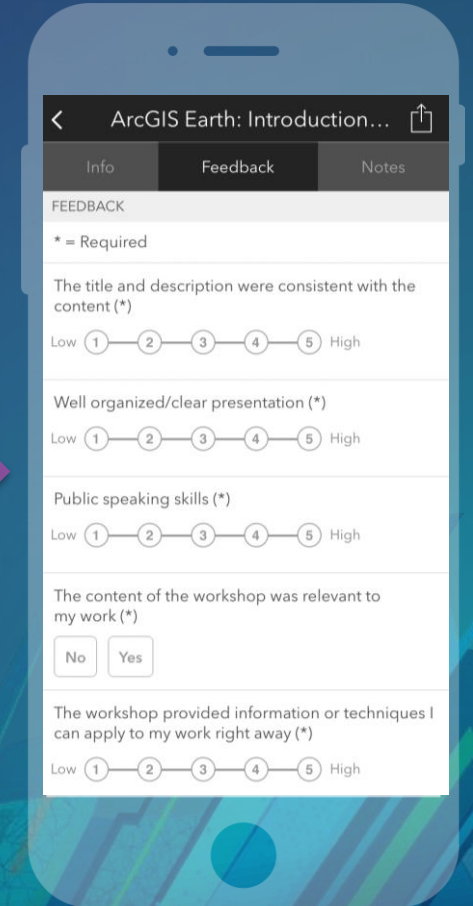 ArcGIS Earth: Introduction...
Info Feedback Notes
FEEDBACK
* = Required
The title and description were consistent with the
content (*)
Low 1 2 3 4 5 High
Well organized/clear presentation (*)
Low 1 2 3 4 5 High
Public speaking skills (*)
Low 1 2 3 4 5 High
The content of the workshop was relevant to
my work (*)
No Yes
The workshop provided information or techniques I
can apply to my work right away (*)
Low 1 2 3 4 5 High